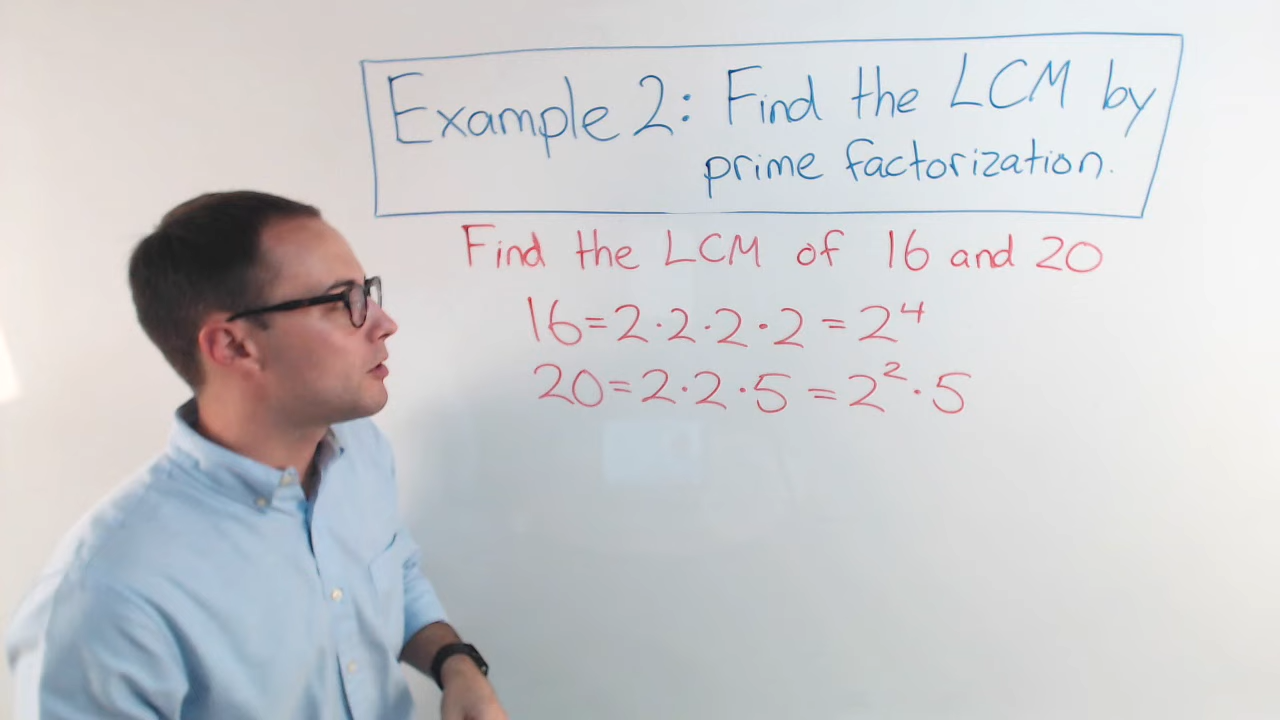 Example 2: Find the LCM by
prime factorization.
Find the LCM of 16 and 20
16=2·2·2·2=2⁴
20=2·2·5=2²·5